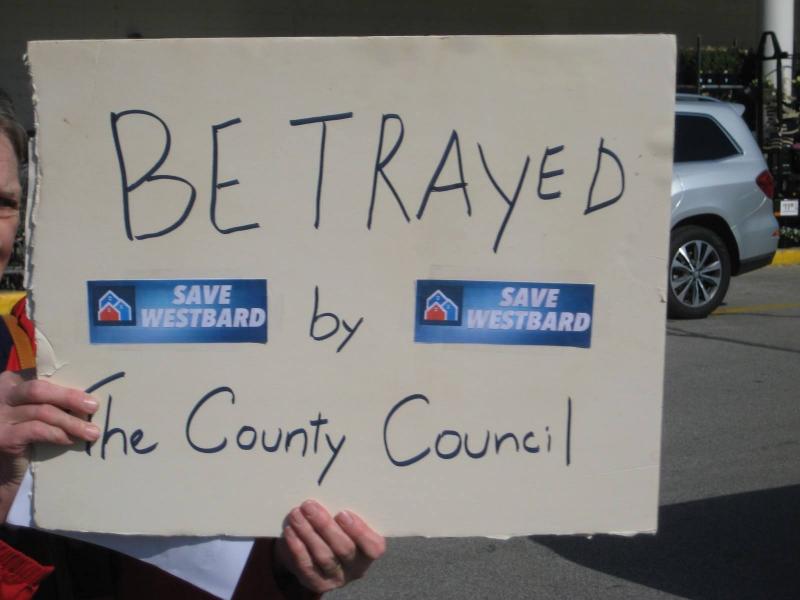 BETRAYED
SAVE
WESTBARD
by
SAVE
WESTBARD
The County Council